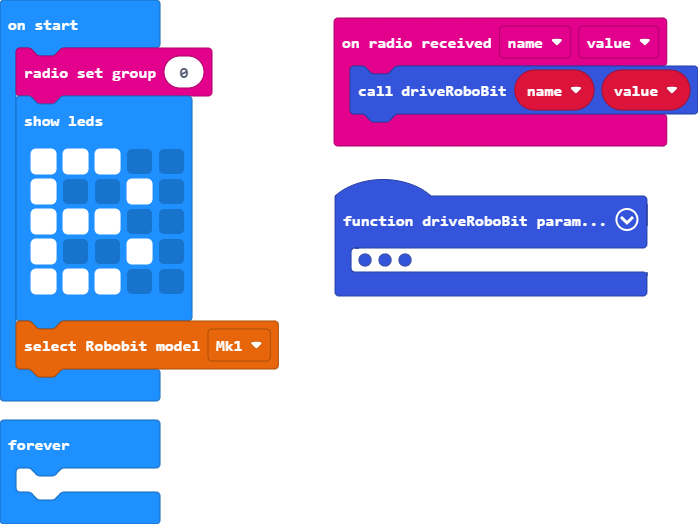 on start
radio set group 0
show leds
select Robobit model Mk1
forever
on radio received name value
call driveRoboBit name value
function driveRoboBit param...